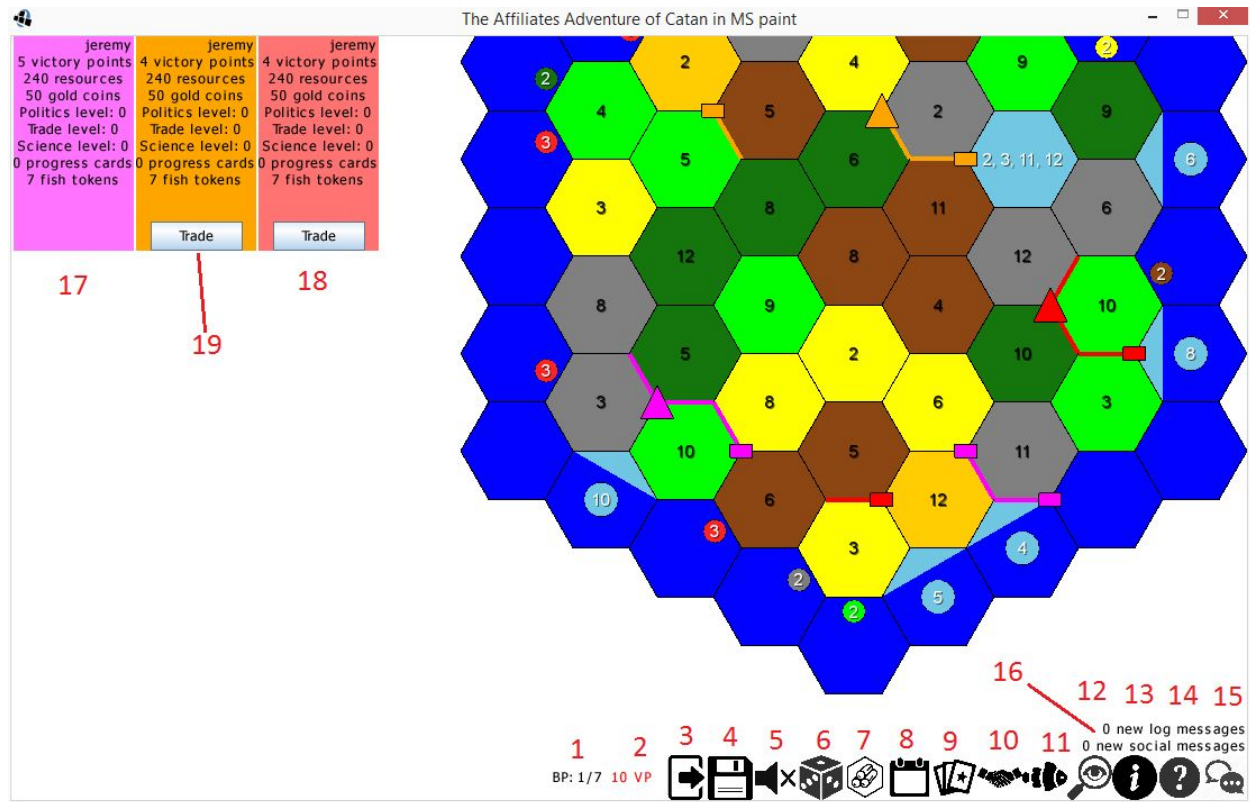 The Affiliates Adventure of Catan in MS paint
jeremy
5 victory points
240 resources
50 gold coins
Politics level: 0
Trade level: 0
Science level: 0
0 progress cards
7 fish tokens
17
jeremy
4 victory points
240 resources
50 gold coins
Politics level: 0
Trade level: 0
Science level: 0
0 progress cards
7 fish tokens
Trade
19
jeremy
4 victory points
240 resources
50 gold coins
Politics level: 0
Trade level: 0
Science level: 0
0 progress cards
7 fish tokens
Trade
18
2
2 4 9
2 4 5 2 9
3 5 6 2, 3, 11, 12 6
3 8 11 6
12 8 12 2
8 9 4 10
5 2 10 8
3 3 8 6 3
10 5 11
10 6 12
3 3 4
2 5
2
16 12 13 14 15
0 new log messages
0 new social messages
1 2 3 4 5 6 7 8 9 10 11
BP: 1/7 10 VP
i ?